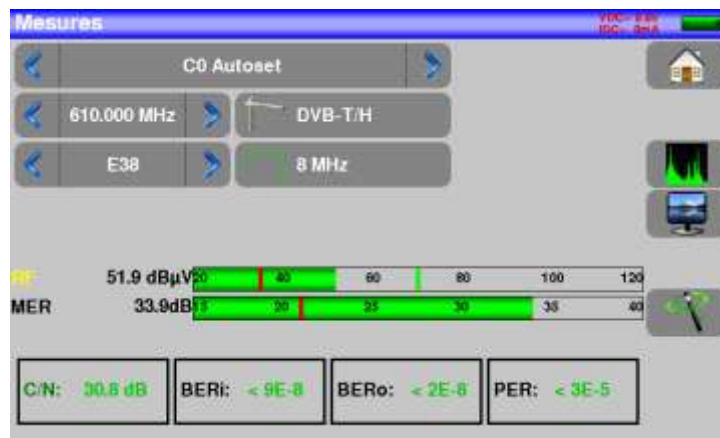 Mesures
C0 Autoset
610.000 MHz DVB-T/H
E38 8 MHz
RF 51.9 dBµV 20 40 60 80 100 120
MER 33.9dB 15 20 25 30 35 40
C/N: 30.8 dB BERi: < 9E-8 BERo: < 2E-8 PER: < 3E-5